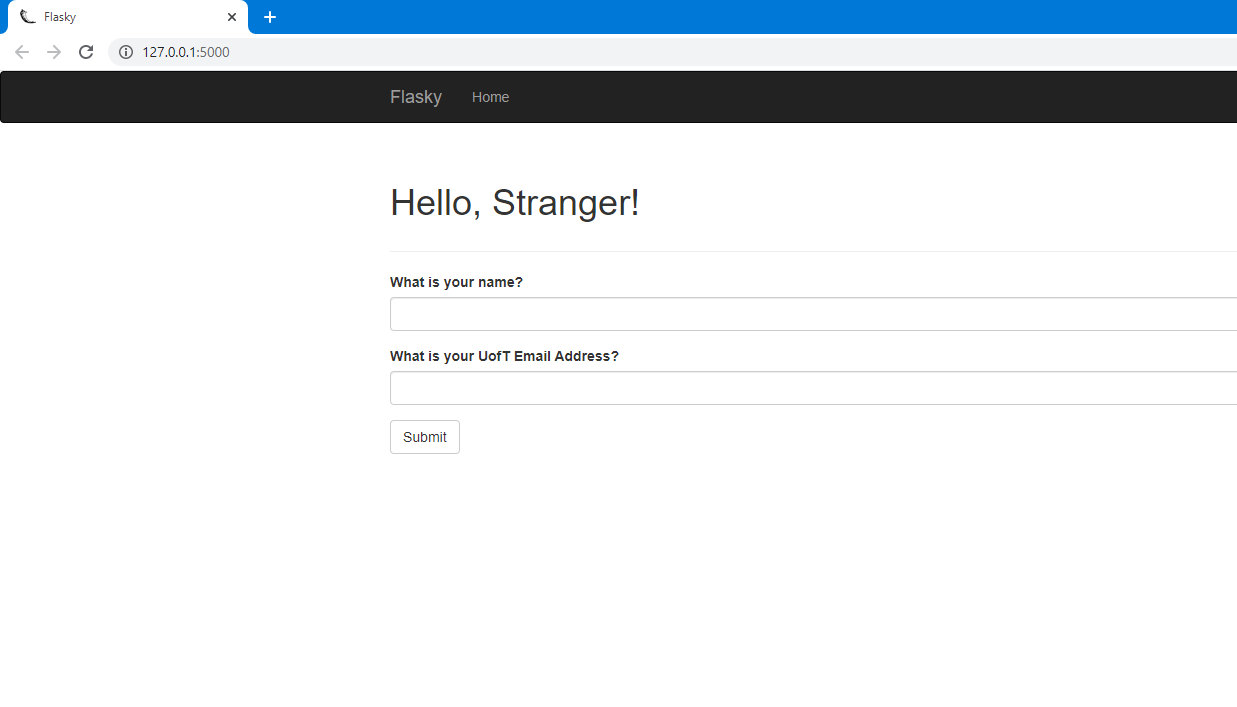 Flasky
127.0.0.1:5000
Flasky Home
Hello, Stranger!
What is your name?
What is your UofT Email Address?
Submit